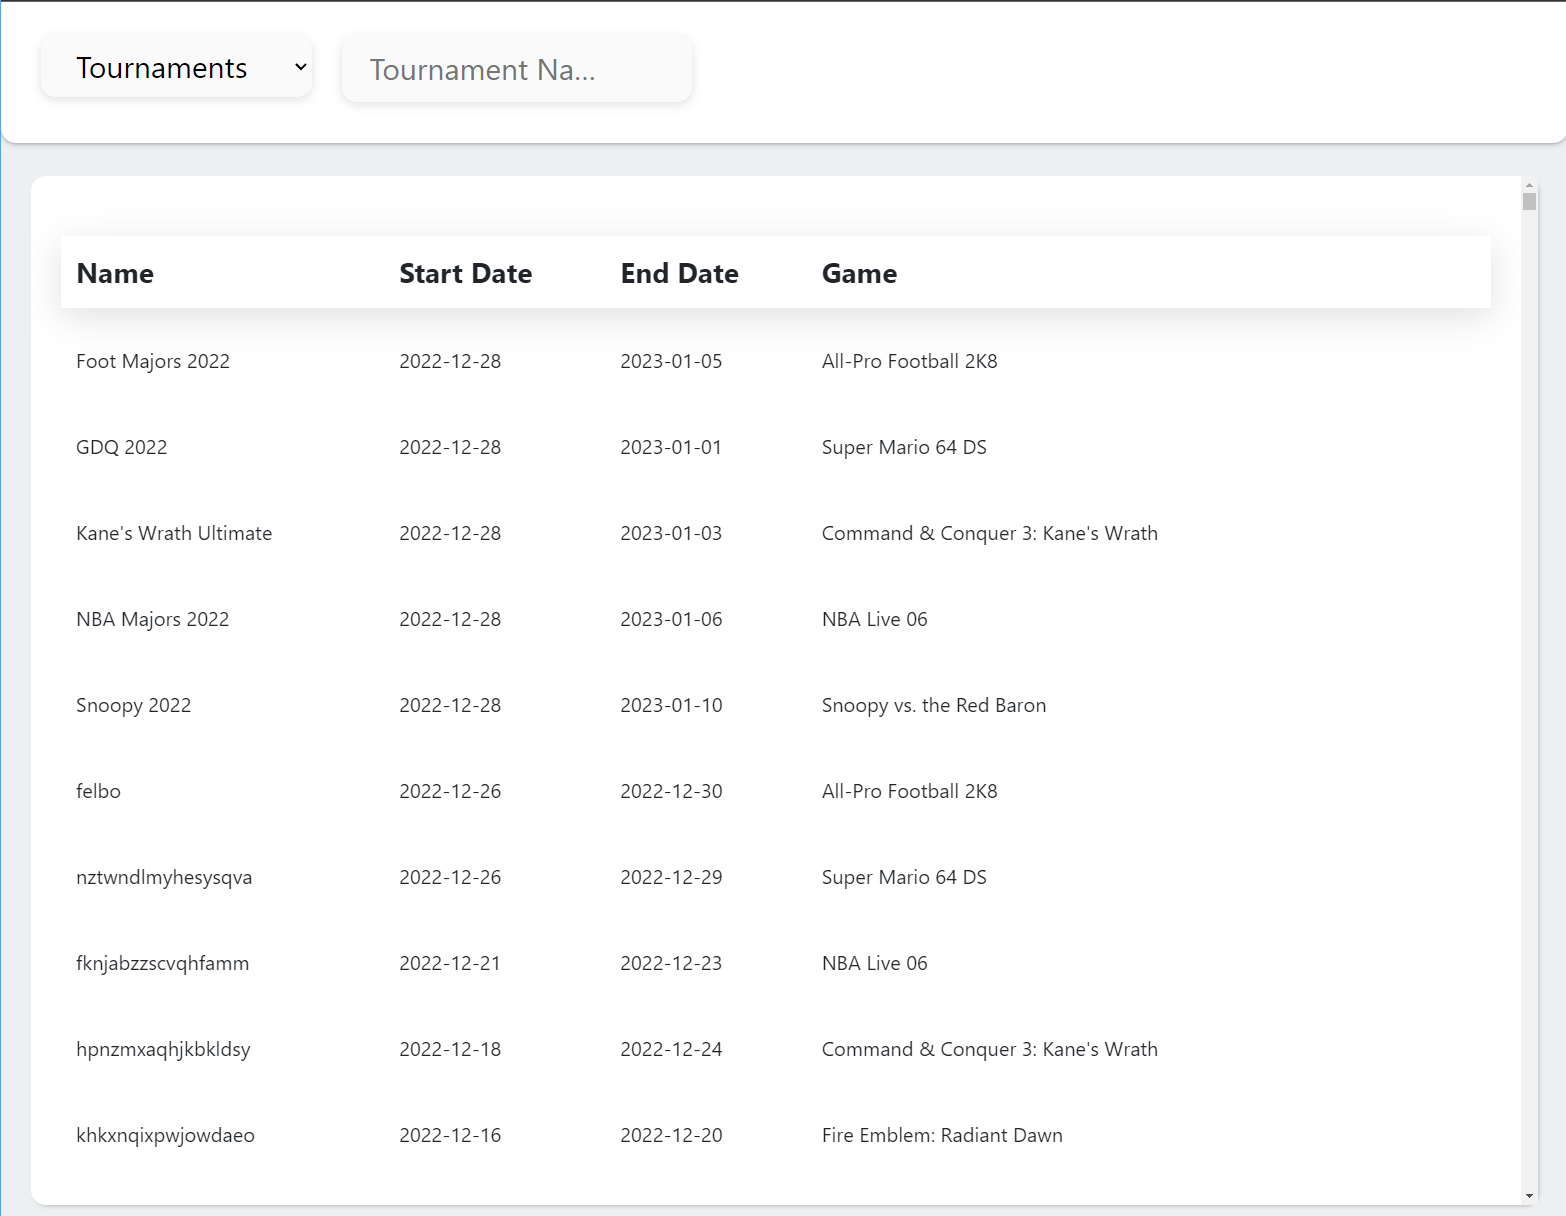 Tournaments
Tournament Na...
Name Start Date End Date Game
Foot Majors 2022 2022-12-28 2023-01-05 All-Pro Football 2K8
GDQ 2022 2022-12-28 2023-01-01 Super Mario 64 DS
Kane's Wrath Ultimate 2022-12-28 2023-01-03 Command & Conquer 3: Kane's Wrath
NBA Majors 2022 2022-12-28 2023-01-06 NBA Live 06
Snoopy 2022 2022-12-28 2023-01-10 Snoopy vs. the Red Baron
felbo 2022-12-26 2022-12-30 All-Pro Football 2K8
nztwndlmyhesysqva 2022-12-26 2022-12-29 Super Mario 64 DS
fknjabzzscvqhfamm 2022-12-21 2022-12-23 NBA Live 06
hpnzmxaqhjkbkldsy 2022-12-18 2022-12-24 Command & Conquer 3: Kane's Wrath
khkxnqixpwjowdaeo 2022-12-16 2022-12-20 Fire Emblem: Radiant Dawn